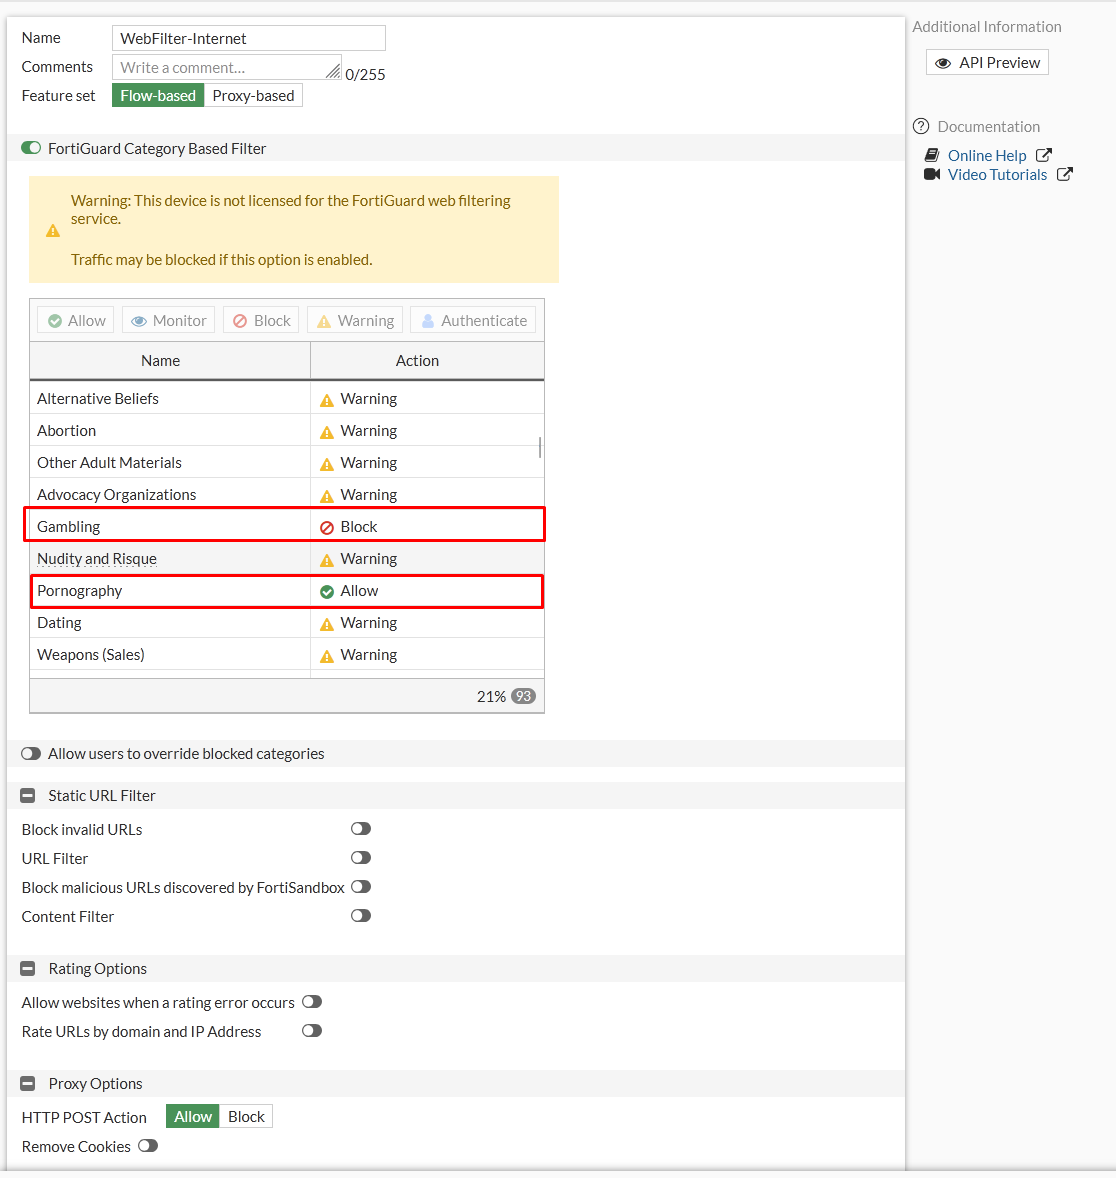 Name
WebFilter-Internet
Comments
Write a comment...
0/255
Feature set
Flow-based Proxy-based
FortiGuard Category Based Filter
Warning: This device is not licensed for the FortiGuard web filtering
service.
Traffic may be blocked if this option is enabled.
Allow Monitor Block Warning Authenticate
Name Action
Alternative Beliefs Warning
Abortion Warning
Other Adult Materials Warning
Advocacy Organizations Warning
Gambling Block
Nudity and Risque Warning
Pornography Allow
Dating Warning
Weapons (Sales) Warning
21% 93
Allow users to override blocked categories
Static URL Filter
Block invalid URLs
URL Filter
Block malicious URLs discovered by FortiSandbox
Content Filter
Rating Options
Allow websites when a rating error occurs
Rate URLs by domain and IP Address
Proxy Options
HTTP POST Action Allow Block
Remove Cookies
Additional Information
API Preview
Documentation
Online Help
Video Tutorials